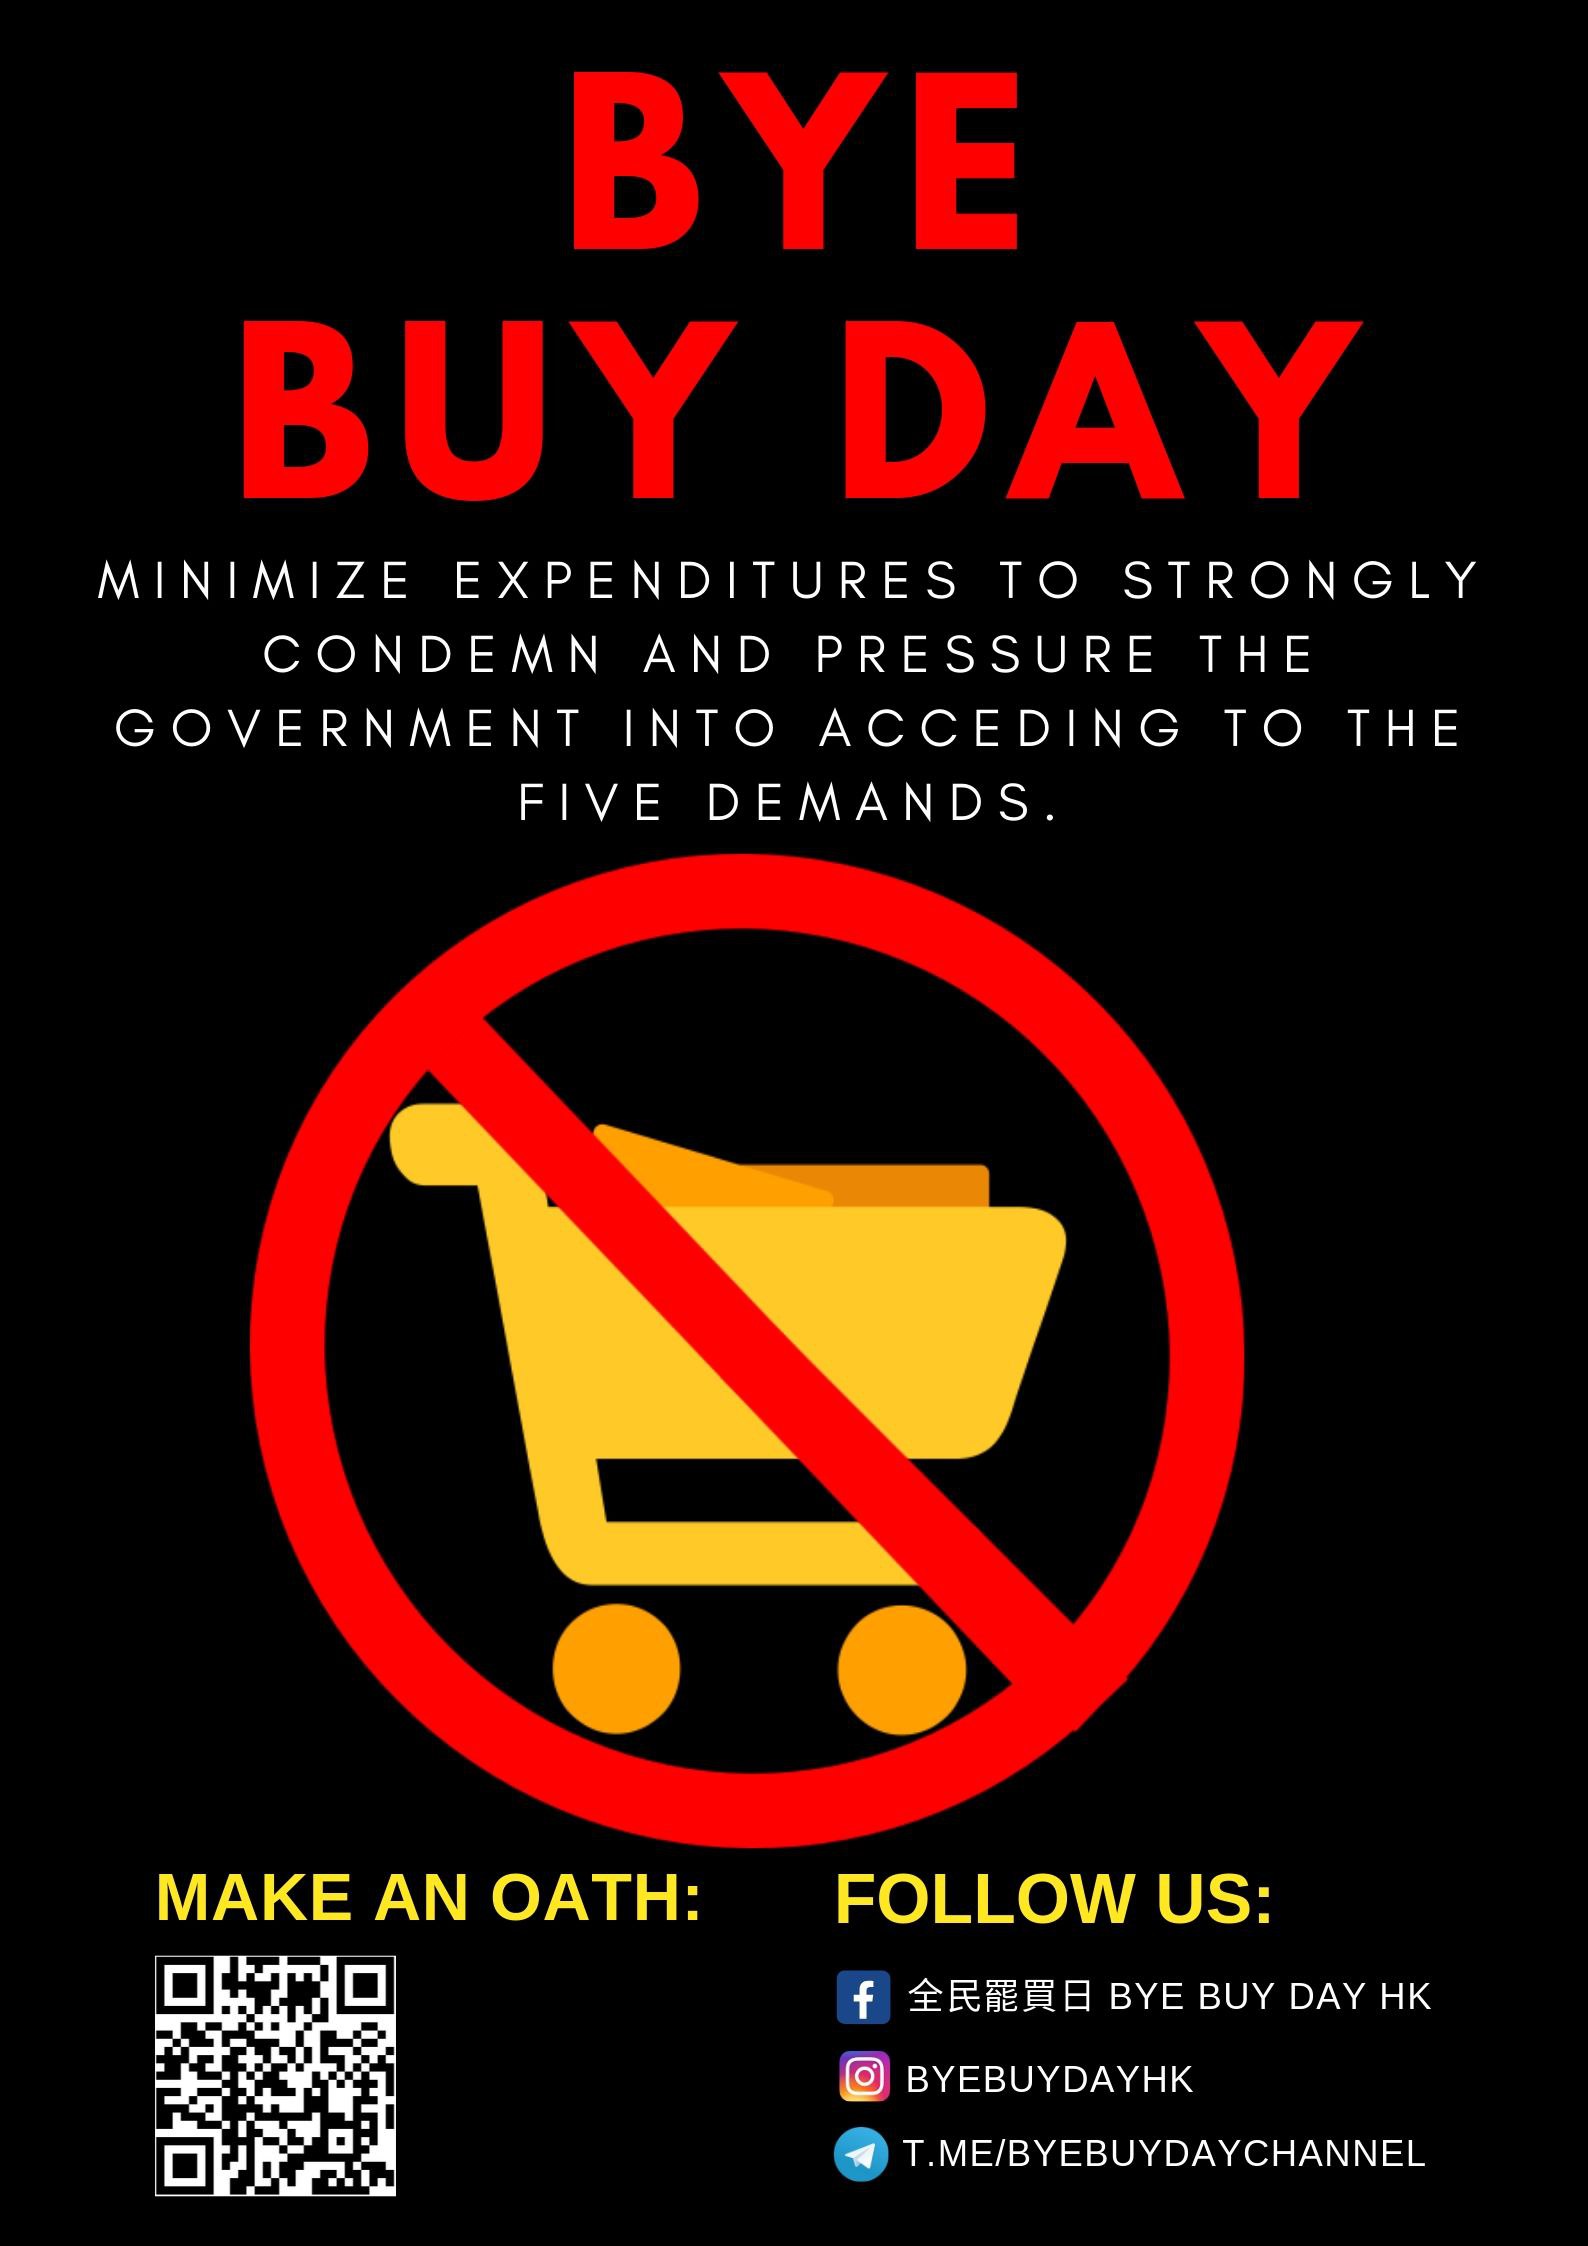 BYE
BUY DAY
MINIMIZE EXPENDITURES TO STRONGLY
CONDEMN AND PRESSURE THE
GOVERNMENT INTO ACCEDING TO THE
FIVE DEMANDS.
MAKE AN OATH:
FOLLOW US:
全民罷買日 BYE BUY DAY HK
BYEBUYDAYHK
T.ME/BYEBUYDAYCHANNEL